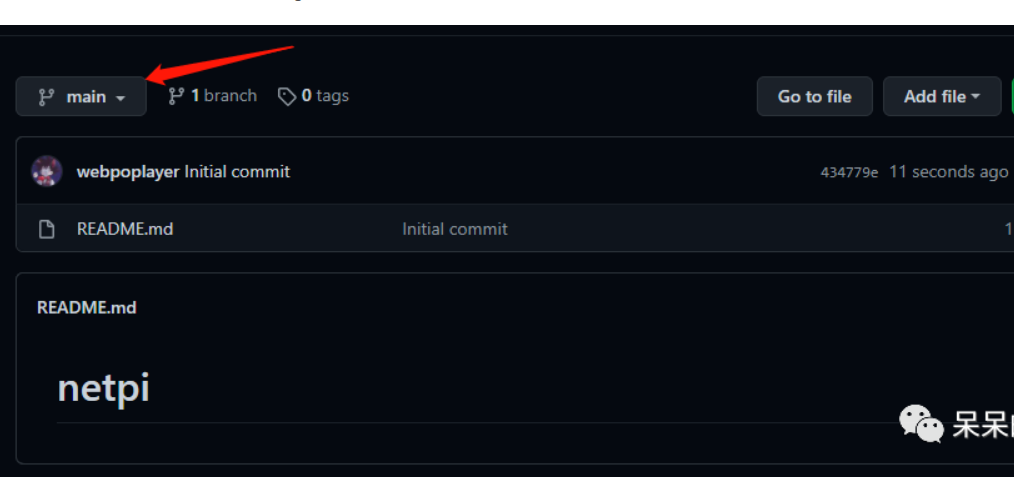 main 1 branch 0 tags Go to file Add file
webpoplayer Initial commit 434779e 11 seconds ago
README.md Initial commit 1
README.md
netpi
呆呆